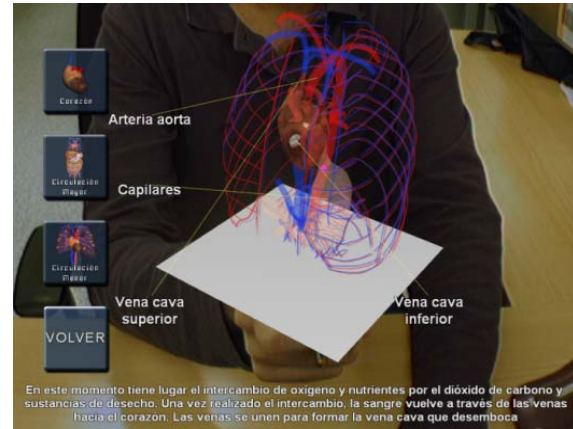 Corazón
Arteria aorta
Circulación
Mayor
Capilares
Circulación
Menor
Vena cava
superior
Vena cava
inferior
VOLVER
En este momento tiene lugar el intercambio de oxígeno y nutrientes por el dióxido de carbono y
sustancias de desecho. Una vez realizado el intercambio, la sangre vuelve a través de las venas
hacia el corazón. Las venas se unen para formar la vena cava que desemboca